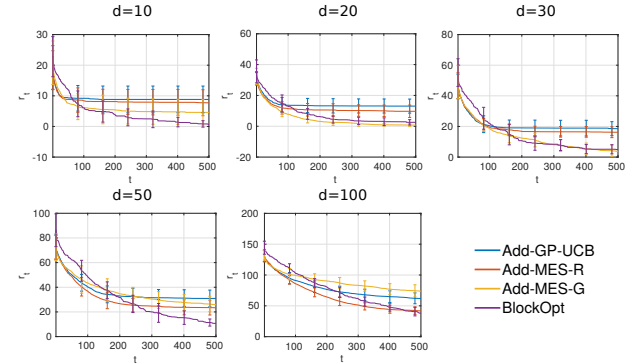 d=10
d=20
d=30
30
20
10
0
-10
r_t
100 200 300 400 500
t
60
40
20
0
-20
r_t
100 200 300 400 500
t
80
60
40
20
0
r_t
100 200 300 400 500
t
d=50
d=100
100
80
60
40
20
0
r_t
0 100 200 300 400 500
t
200
150
100
50
0
r_t
100 200 300 400 500
t
Add-GP-UCB
Add-MES-R
Add-MES-G
BlockOpt